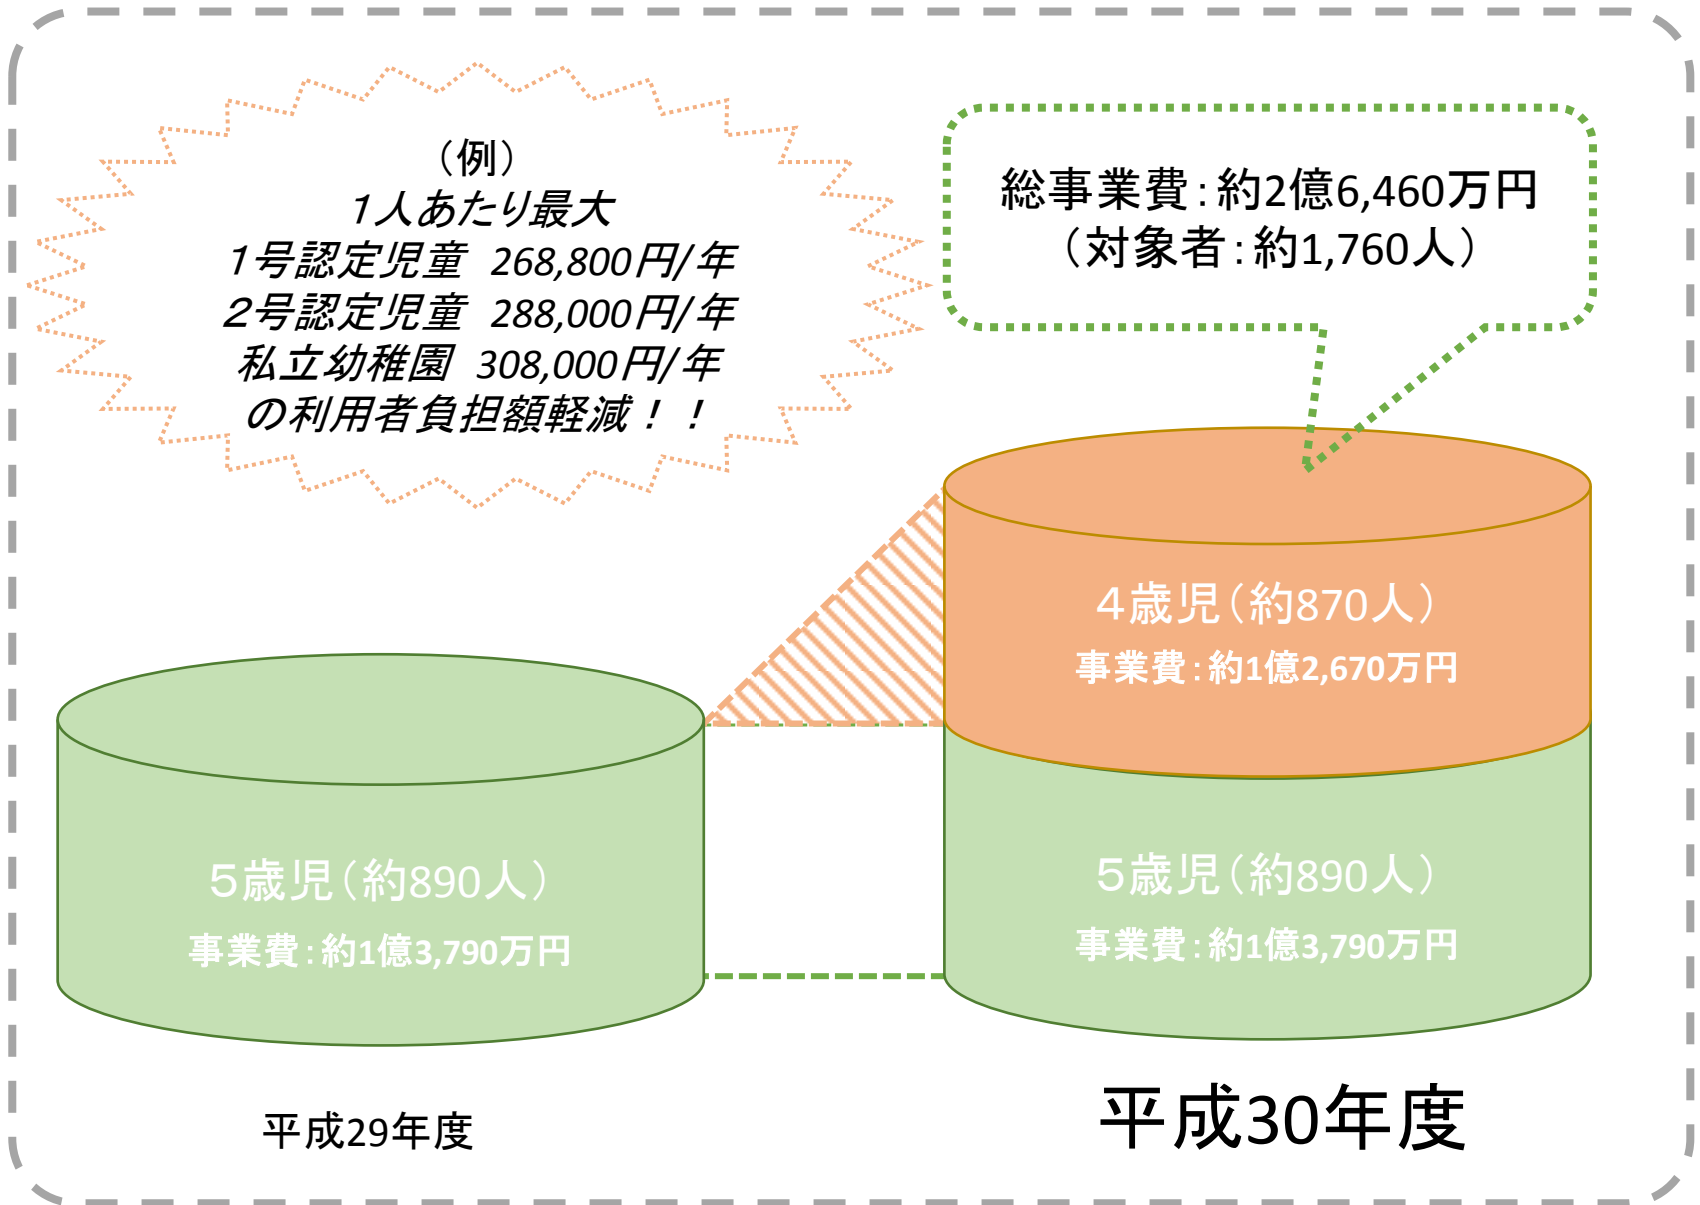 （例）
１人あたり最大
１号認定児童　268,800円/年
２号認定児童　288,000円/年
私立幼稚園　308,000円/年
の利用者負担額軽減！！
総事業費：約2億6,460万円
（対象者：約1,760人）
４歳児（約870人）
事業費：約1億2,670万円
５歳児（約890人）
事業費：約1億3,790万円
５歳児（約890人）
事業費：約1億3,790万円
平成29年度
平成30年度